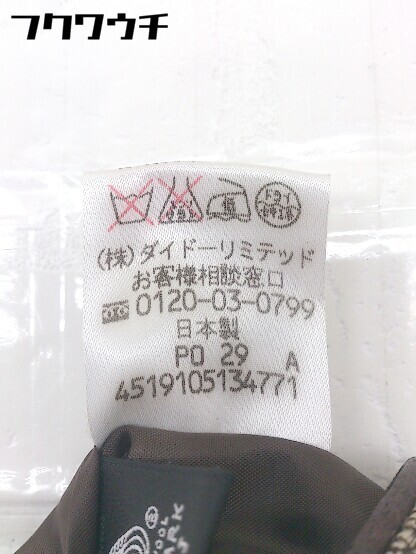 フクワウチ
低
(株)ダイドーリミテッド
お客様相談窓口
0120-03-0799
日本製
PO 29 A
4519105134771